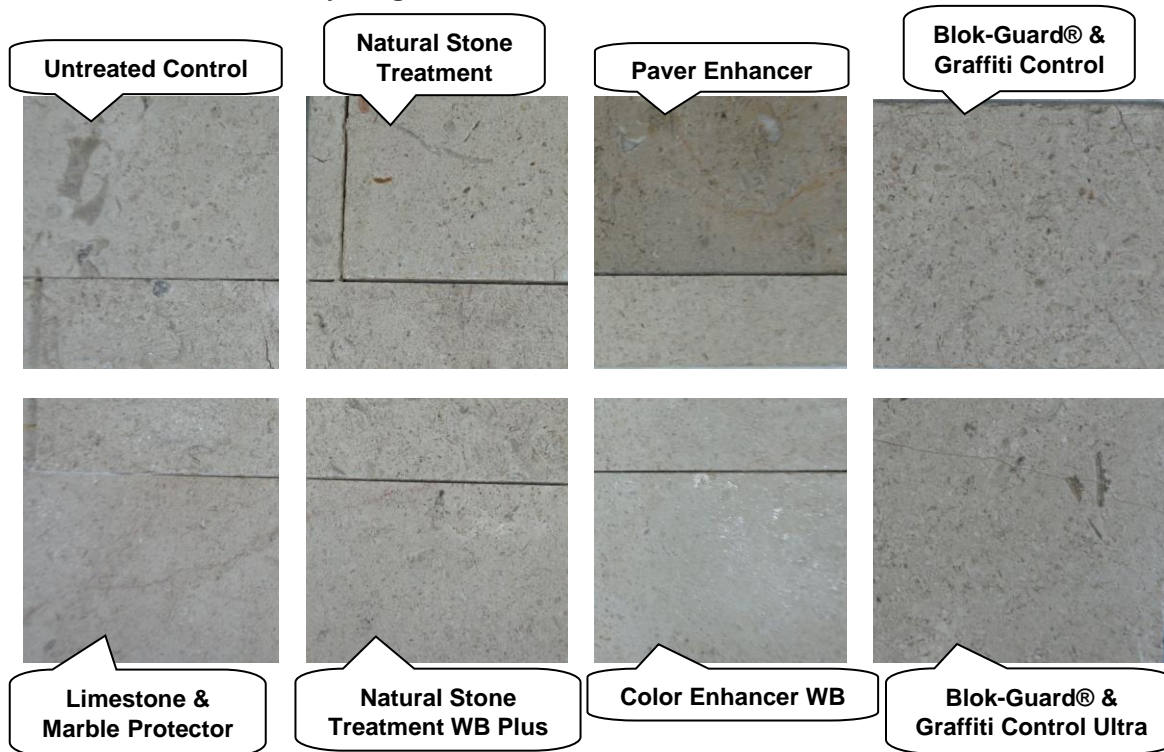 Untreated Control
Natural Stone
Treatment
Paver Enhancer
Blok-Guard® &
Graffiti Control
Limestone &
Marble Protector
Natural Stone
Treatment WB Plus
Color Enhancer WB
Blok-Guard® &
Graffiti Control Ultra